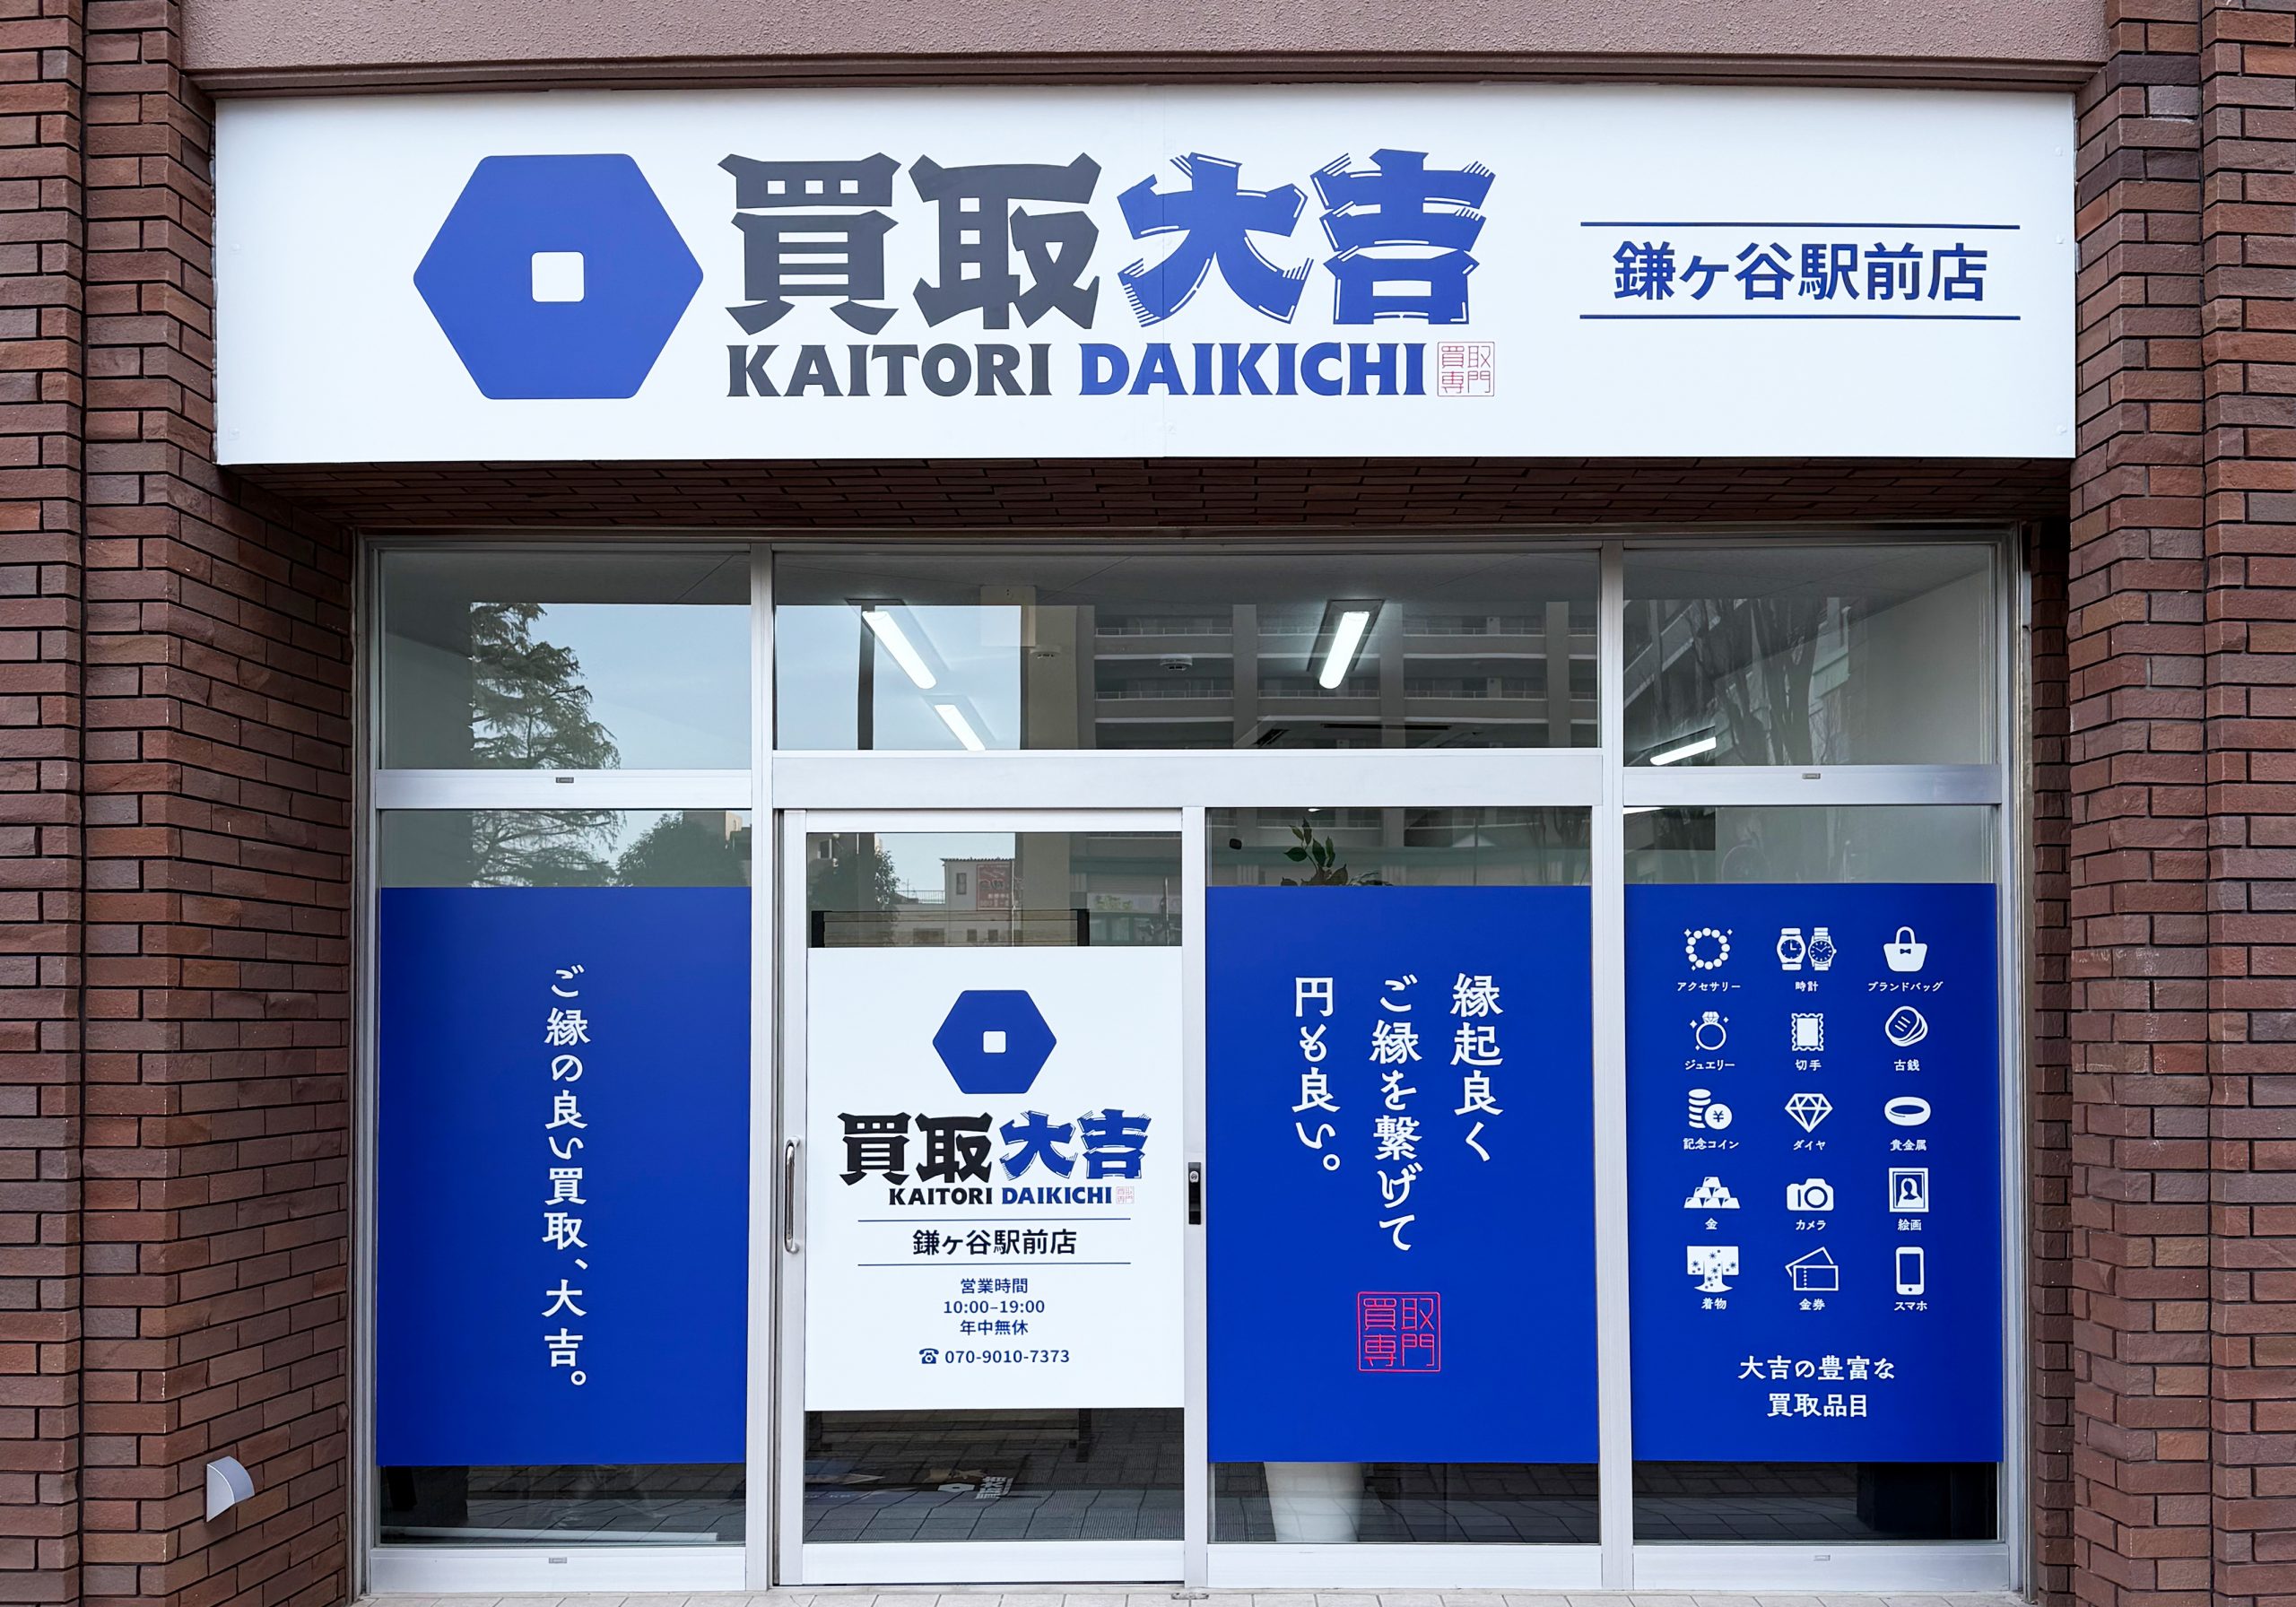 買取大吉
KAITORI DAIKICHI
買取
専門
鎌ヶ谷駅前店
ご縁の良い買取、大吉。
買取大吉
KAITORI DAIKICHI
鎌ヶ谷駅前店
営業時間
10:00–19:00
年中無休
070-9010-7373
縁起良く
ご縁を繋げて
円も良い。
買取
専門
アクセサリー
時計
ブランドバッグ
ジュエリー
切手
古銭
記念コイン
ダイヤ
貴金属
金
カメラ
絵画
着物
金券
スマホ
大吉の豊富な
買取品目